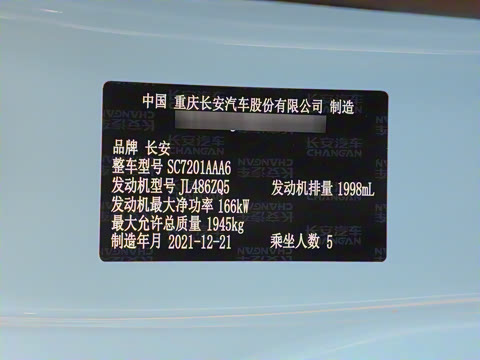 中国 重庆长安汽车股份有限公司 制造
品牌 长安
整车型号 SC7201AAA6
发动机型号 JL486ZQ5 发动机排量 1998mL
发动机最大净功率 166kW
最大允许总质量 1945kg
制造年月 2021-12-21 乘坐人数 5